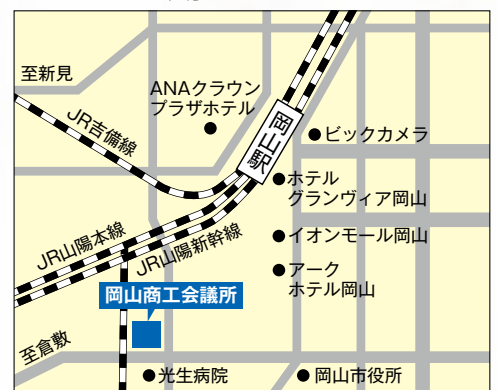 至新見
ANAクラウン
プラザホテル
JR吉備線
岡山駅
ビックカメラ
ホテル
グランヴィア岡山
JR山陽本線
JR山陽新幹線
イオンモール岡山
アーク
ホテル岡山
岡山商工会議所
至倉敷
光生病院
岡山市役所